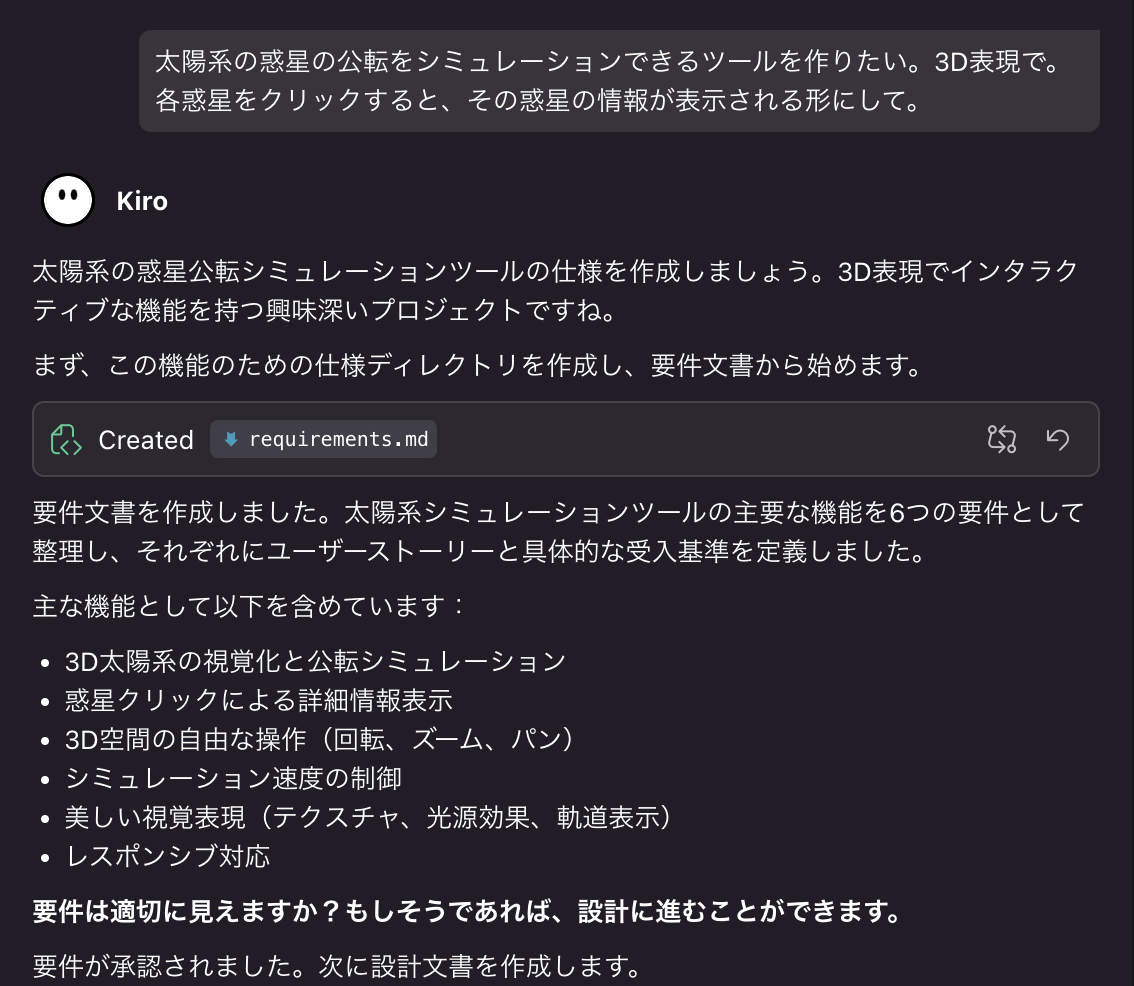 太陽系の惑星の公転をシミュレーションできるツールを作りたい。3D表現で。
各惑星をクリックすると、その惑星の情報が表示される形にして。
Kiro
太陽系の惑星公転シミュレーションツールの仕様を作成しましょう。3D表現でインタラク
ティブな機能を持つ興味深いプロジェクトですね。
まず、この機能のための仕様ディレクトリを作成し、要件文書から始めます。
Created requirements.md
要件文書を作成しました。太陽系シミュレーションツールの主要な機能を6つの要件として
整理し、それぞれにユーザーストーリーと具体的な受入基準を定義しました。
主な機能として以下を含めています：
• 3D太陽系の視覚化と公転シミュレーション
• 惑星クリックによる詳細情報表示
• 3D空間の自由な操作（回転、ズーム、パン）
• シミュレーション速度の制御
• 美しい視覚表現（テクスチャ、光源効果、軌道表示）
• レスポンシブ対応
要件は適切に見えますか？もしそうであれば、設計に進むことができます。
要件が承認されました。次に設計文書を作成します。